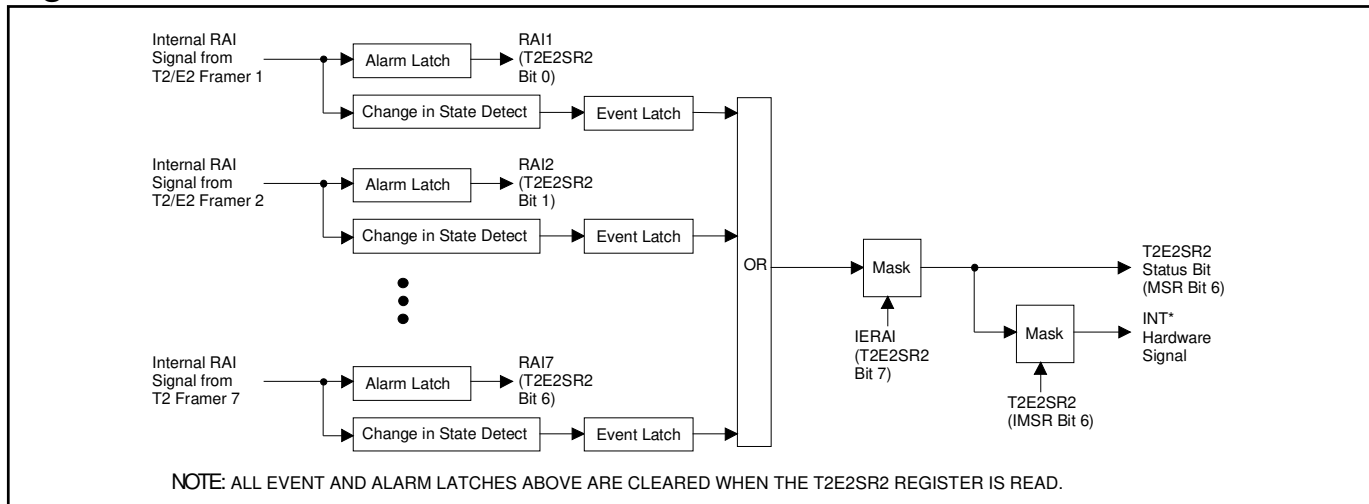 Internal RAI
Signal from
T2/E2 Framer 1
Alarm Latch
RAI1
(T2E2SR2
Bit 0)
Change in State Detect
Event Latch
Internal RAI
Signal from
T2/E2 Framer 2
Alarm Latch
RAI2
(T2E2SR2
Bit 1)
Change in State Detect
Event Latch
OR
Mask
T2E2SR2
Status Bit
(MSR Bit 6)
IERAI
(T2E2SR2
Bit 7)
Mask
INT*
Hardware
Signal
T2E2SR2
(IMSR Bit 6)
Internal RAI
Signal from
T2 Framer 7
Alarm Latch
RAI7
(T2E2SR2
Bit 6)
Change in State Detect
Event Latch
NOTE: ALL EVENT AND ALARM LATCHES ABOVE ARE CLEARED WHEN THE T2E2SR2 REGISTER IS READ.